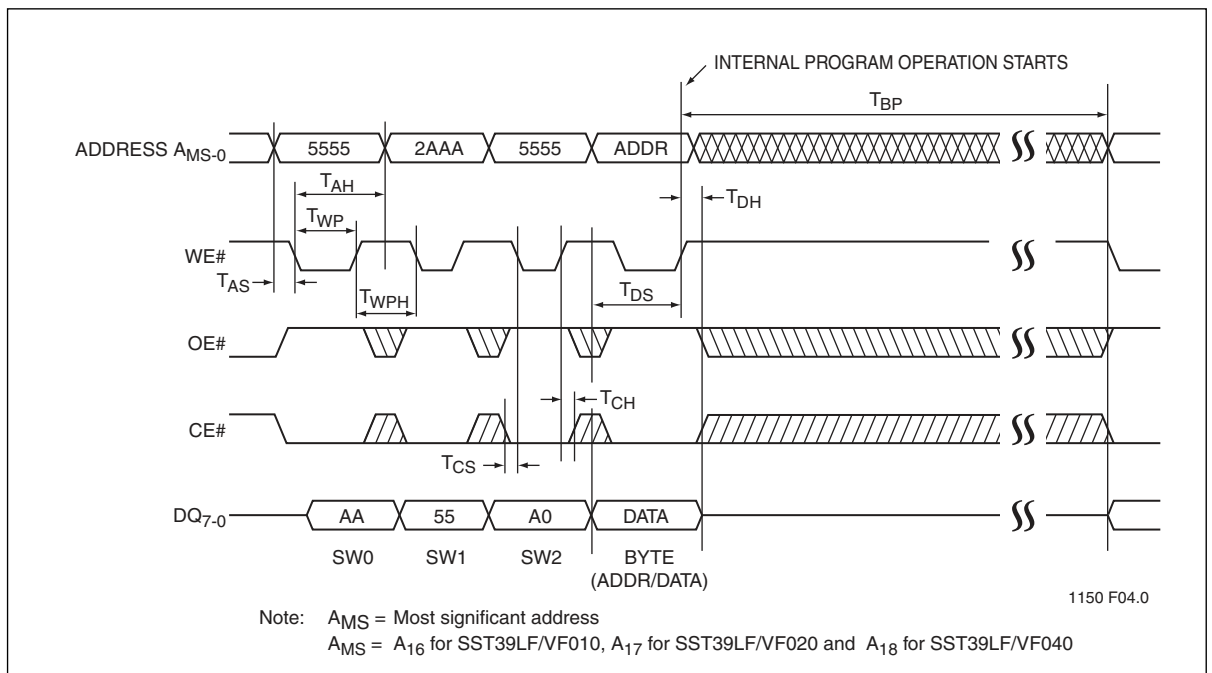 INTERNAL PROGRAM OPERATION STARTS
TBP
ADDRESS AMS-0
5555 2AAA 5555 ADDR
TAH
TDH
TWP
WE#
TAS
TWPH
TDS
OE#
TCH
CE#
TCS
DQ7-0
AA 55 A0 DATA
SW0 SW1 SW2 BYTE
(ADDR/DATA)
1150 F04.0
Note: AMS = Most significant address
AMS = A16 for SST39LF/VF010, A17 for SST39LF/VF020 and A18 for SST39LF/VF040